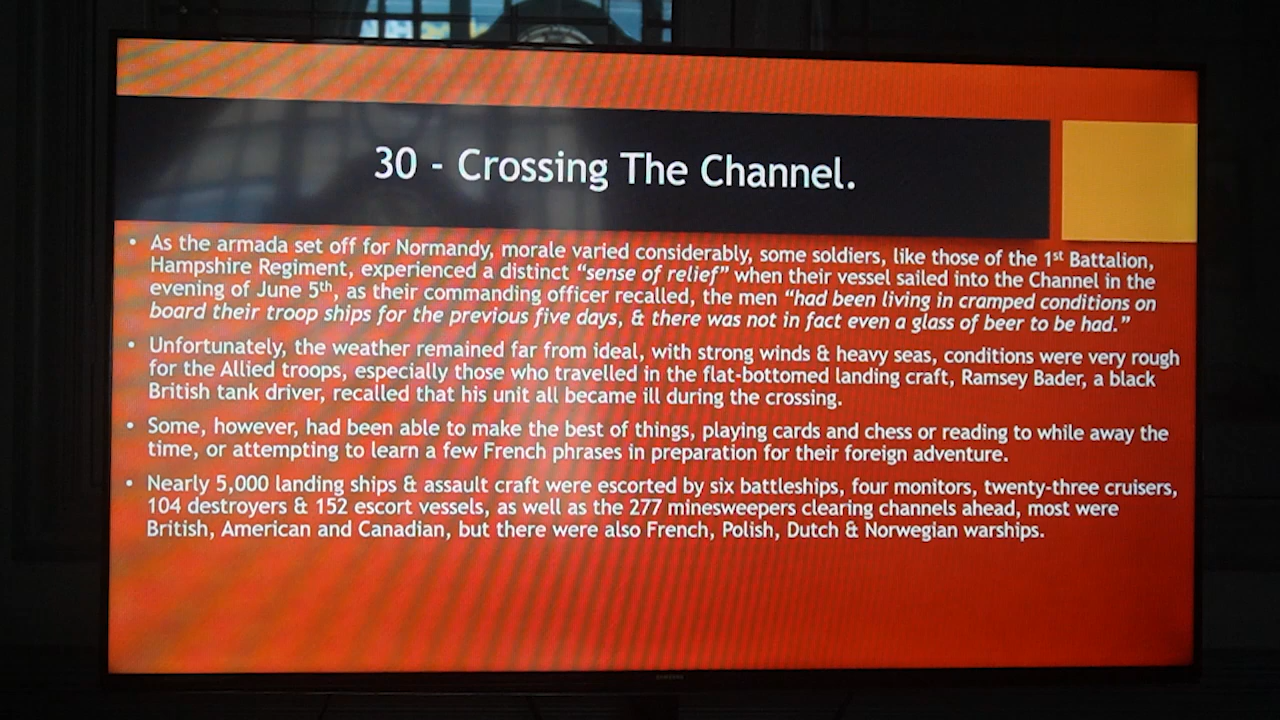 30 - Crossing The Channel.
• As the armada set off for Normandy, morale varied considerably, some soldiers, like those of the 1st Battalion,
Hampshire Regiment, experienced a distinct “sense of relief” when their vessel sailed into the Channel in the
evening of June 5th, as their commanding officer recalled, the men “had been living in cramped conditions on
board their troop ships for the previous five days, & there was not in fact even a glass of beer to be had.”
• Unfortunately, the weather remained far from ideal, with strong winds & heavy seas, conditions were very rough
for the Allied troops, especially those who travelled in the flat-bottomed landing craft, Ramsey Bader, a black
British tank driver, recalled that his unit all became ill during the crossing.
• Some, however, had been able to make the best of things, playing cards and chess or reading to while away the
time, or attempting to learn a few French phrases in preparation for their foreign adventure.
• Nearly 5,000 landing ships & assault craft were escorted by six battleships, four monitors, twenty-three cruisers,
104 destroyers & 152 escort vessels, as well as the 277 minesweepers clearing channels ahead, most were
British, American and Canadian, but there were also French, Polish, Dutch & Norwegian warships.
SAMSUNG